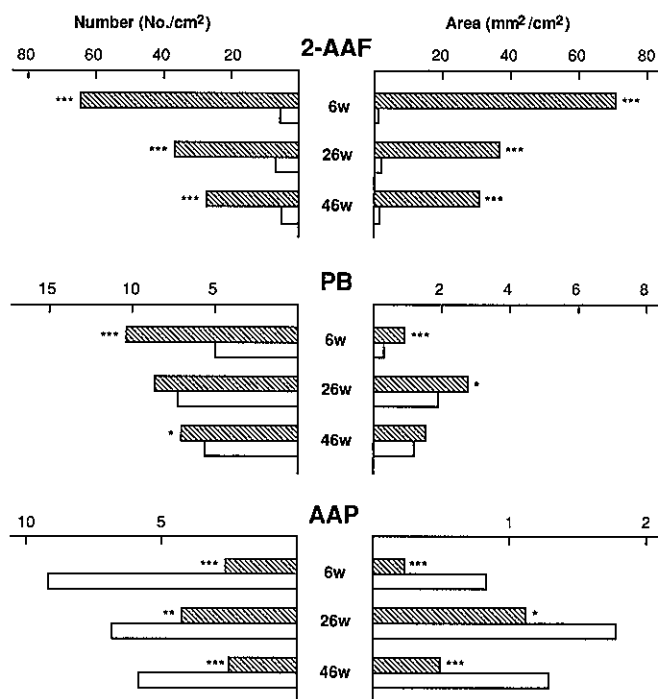 Number (No./cm²) Area (mm²/cm²)
2-AAF
80 60 40 20 20 40 60 80
*** 6w ***
*** 26w ***
*** 46w ***
PB
15 10 5 2 4 6 8
*** 6w ***
26w *
* 46w
AAP
10 5 1 2
*** 6w ***
** 26w *
*** 46w ***